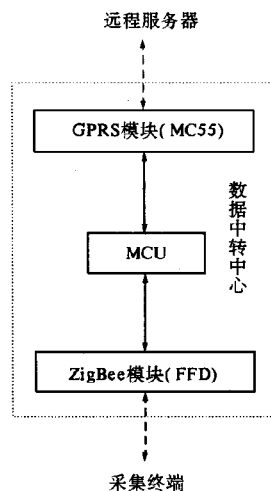 远程服务器
GPRS模块(MC55)
数据中转中心
MCU
ZigBee模块(FFD)
采集终端